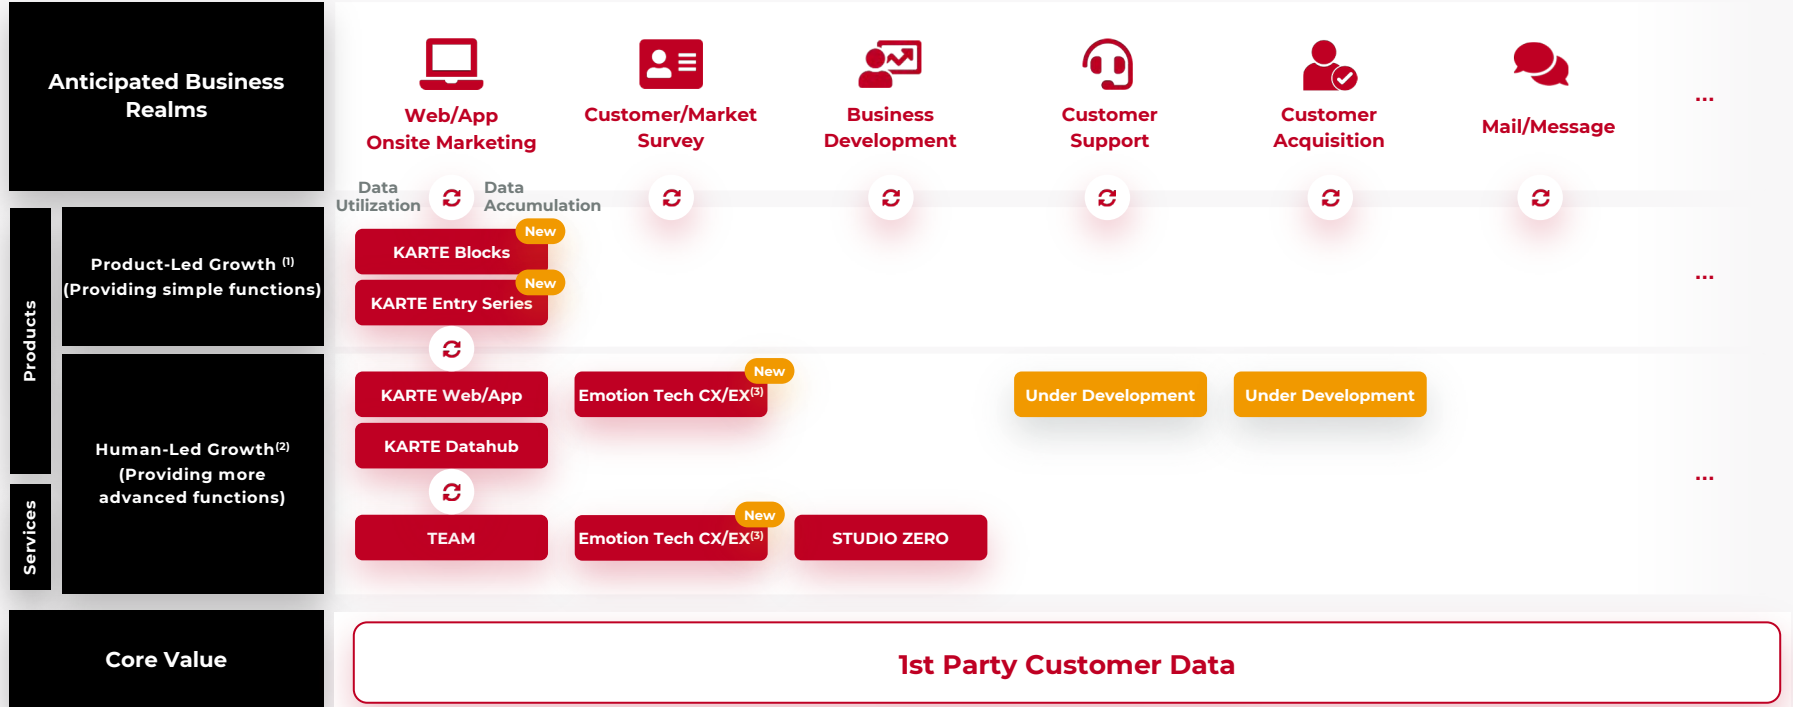 Anticipated Business
Realms
Web/App
Onsite Marketing
Customer/Market
Survey
Business
Development
Customer
Support
Customer
Acquisition
Mail/Message
...
Data
Utilization
Data
Accumulation
Products
Product-Led Growth (1)
(Providing simple functions)
New
KARTE Blocks
New
KARTE Entry Series
...
Human-Led Growth(2)
(Providing more
advanced functions)
KARTE Web/App
New
Emotion Tech CX/EX(3)
Under Development
Under Development
KARTE Datahub
...
Services
TEAM
New
Emotion Tech CX/EX(3)
STUDIO ZERO
Core Value
1st Party Customer Data